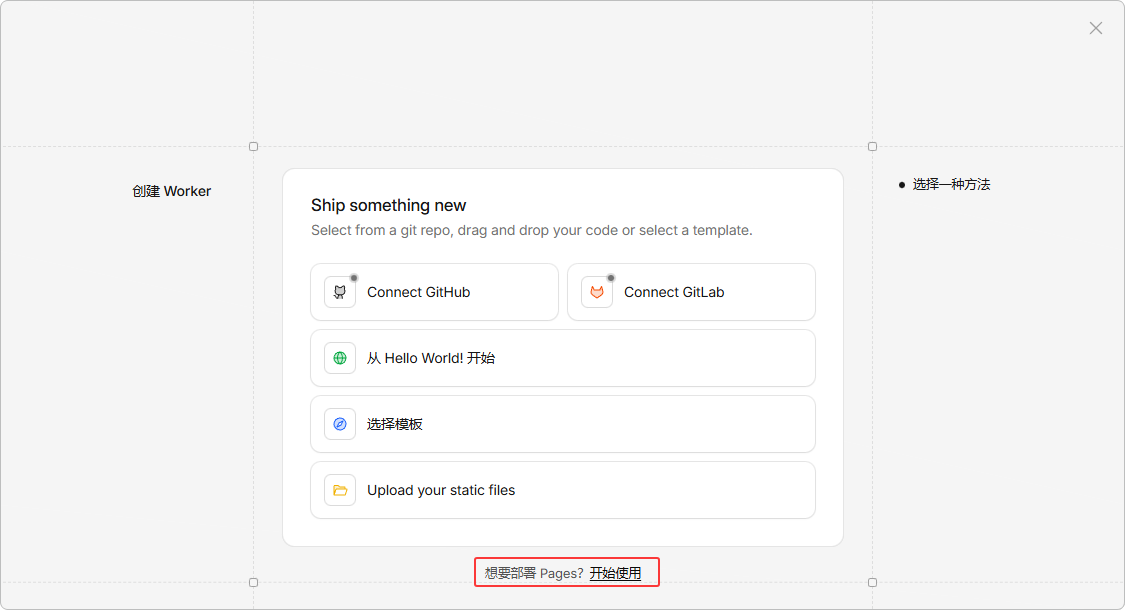 创建 Worker
Ship something new
Select from a git repo, drag and drop your code or select a template.
Connect GitHub
Connect GitLab
从 Hello World! 开始
选择模板
Upload your static files
想要部署 Pages? 开始使用
选择一种方法